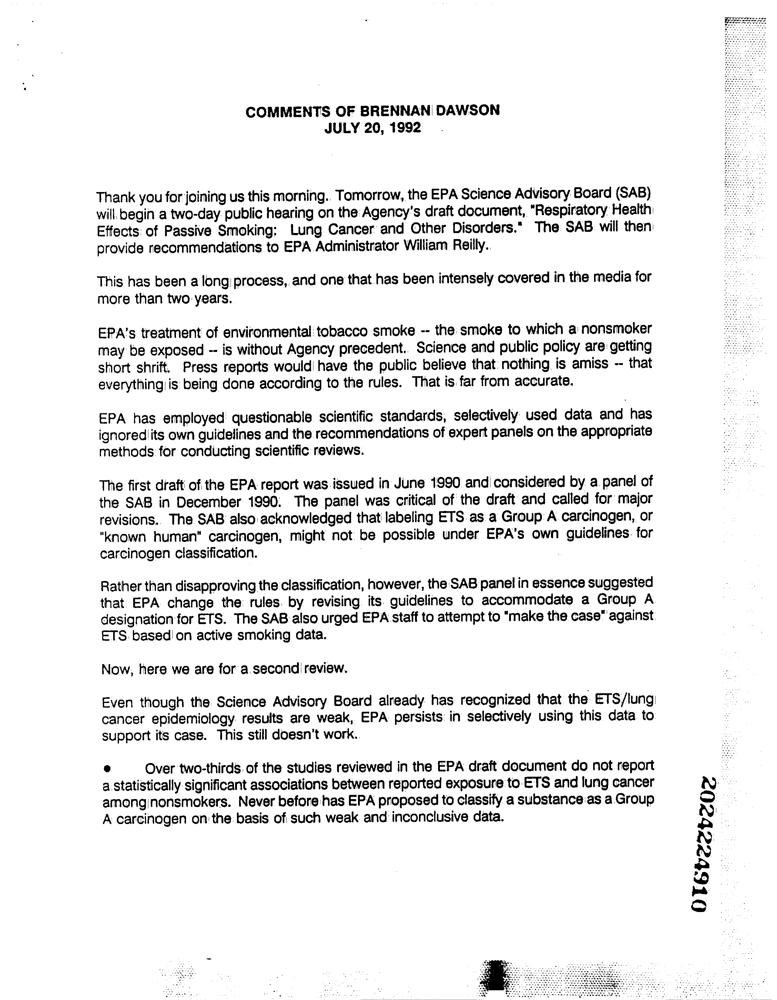 COMMENTS OF BRENNAN DAWSON
JULY 20, 1992
Thank you for joining us this morning. Tomorrow, the EPA Science Advisory Board (SAB)
will begin a two-day public hearing on the Agency's draft document, "Respiratory Health
Effects of Passive Smoking: Lung Cancer and Other Disorders." The SAB will then
provide recommendations to EPA Administrator William Reilly.
This has been a long process, and one that has been intensely covered in the media for
more than two years.
EPA's treatment of environmental tobacco smoke -- the smoke to which a nonsmoker
may be exposed -- is without Agency precedent. Science and public policy are getting
short shrift. Press reports would have the public believe that nothing is amiss -- that
everything is being done according to the rules. That is far from accurate.
EPA has employed questionable scientific standards, selectively used data and has
ignored its own guidelines and the recommendations of expert panels on the appropriate
methods for conducting scientific reviews.
The first draft of the EPA report was issued in June 1990 and considered by a panel of
the SAB in December 1990. The panel was critical of the draft and called for major
revisions. The SAB also acknowledged that labeling ETS as a Group A carcinogen, or
"known human" carcinogen, might not be possible under EPA's own guidelines for
carcinogen classification.
Rather than disapproving the classification, however, the SAB panel in essence suggested
that EPA change the rules by revising its guidelines to accommodate a Group A
designation for ETS. The SAB also urged EPA staff to attempt to "make the case" against
ETS based on active smoking data.
Now, here we are for a second review.
Even though the Science Advisory Board already has recognized that the ETS/lung
cancer epidemiology results are weak, EPA persists in selectively using this data to
support its case. This still doesn't work.
● Over two-thirds of the studies reviewed in the EPA draft document do not report
a statistically significant associations between reported exposure to ETS and lung cancer
among nonsmokers. Never before has EPA proposed to classify a substance as a Group
A carcinogen on the basis of such weak and inconclusive data.
2024224910